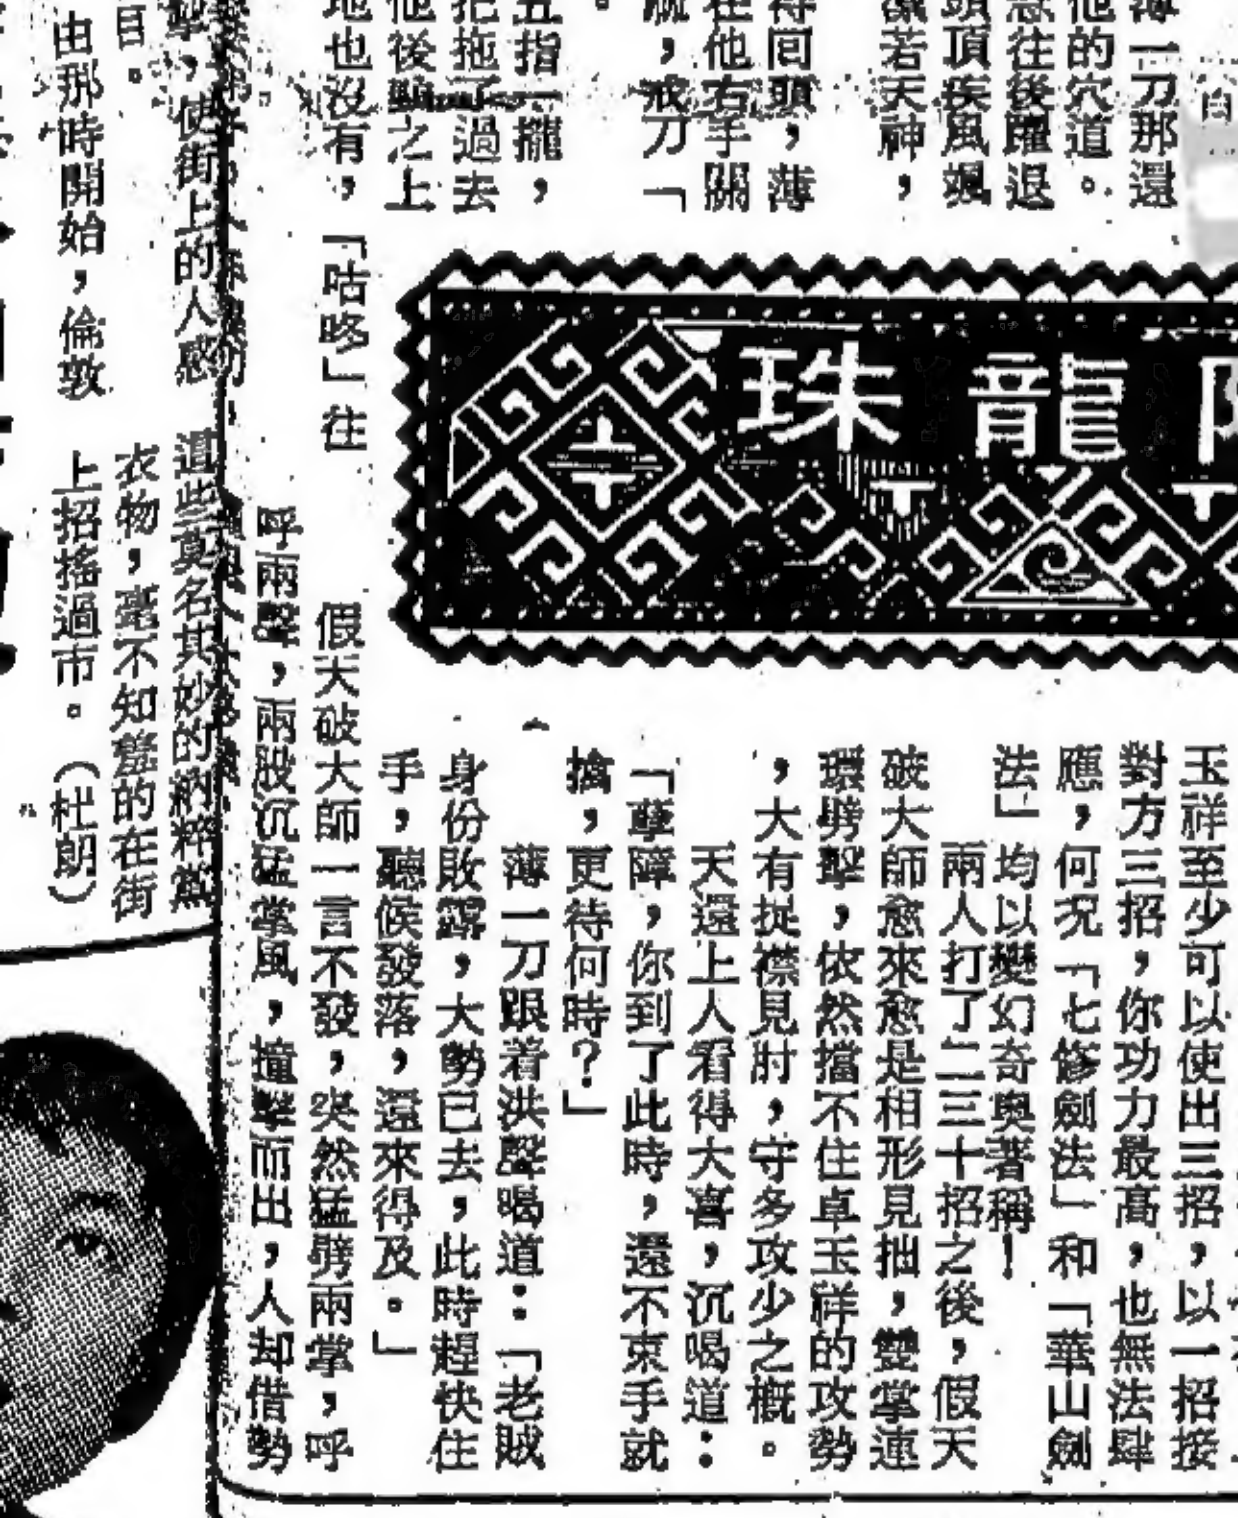 薄一刀那還
他的穴道。
急往後躍退
頭頂疾風颯
若天神,
待囘頭,薄
在他右手關
,戒刀「
五指一攏,
把拖了過去
他後腦之上
地也沒有,
「咕咚」往
珠龍
玉祥至少可以使出三招,以一招接
對方三招,你功力最高,也無法肆
應,何況「七修劍法」和「華山劍
法」均以變幻奇奧著稱!
兩人打了二三十招之後,假天
破大師愈來愈是相形見拙,雙掌連
環劈擊,依然擋不住卓玉祥的攻勢
,大有捉襟見肘,守多攻少之概。
天還上人看得大喜,沉喝道:
「孽障,你到了此時,還不束手就
擒,更待何時?」
薄一刀跟着洪聲喝道:「老賊
身份敗露,大勢已去,此時趕快住
手,聽候發落,還來得及。」
假天破大師一言不發,突然猛劈兩掌,呼
呼兩聲,兩股沉猛掌風,撞擊而出,人却借勢
擊,使街上的人感
目。
由那時開始,倫敦
這些莫名其妙的納粹黨
衣物,毫不知舊的在街
上招搖過市。(杜朗)